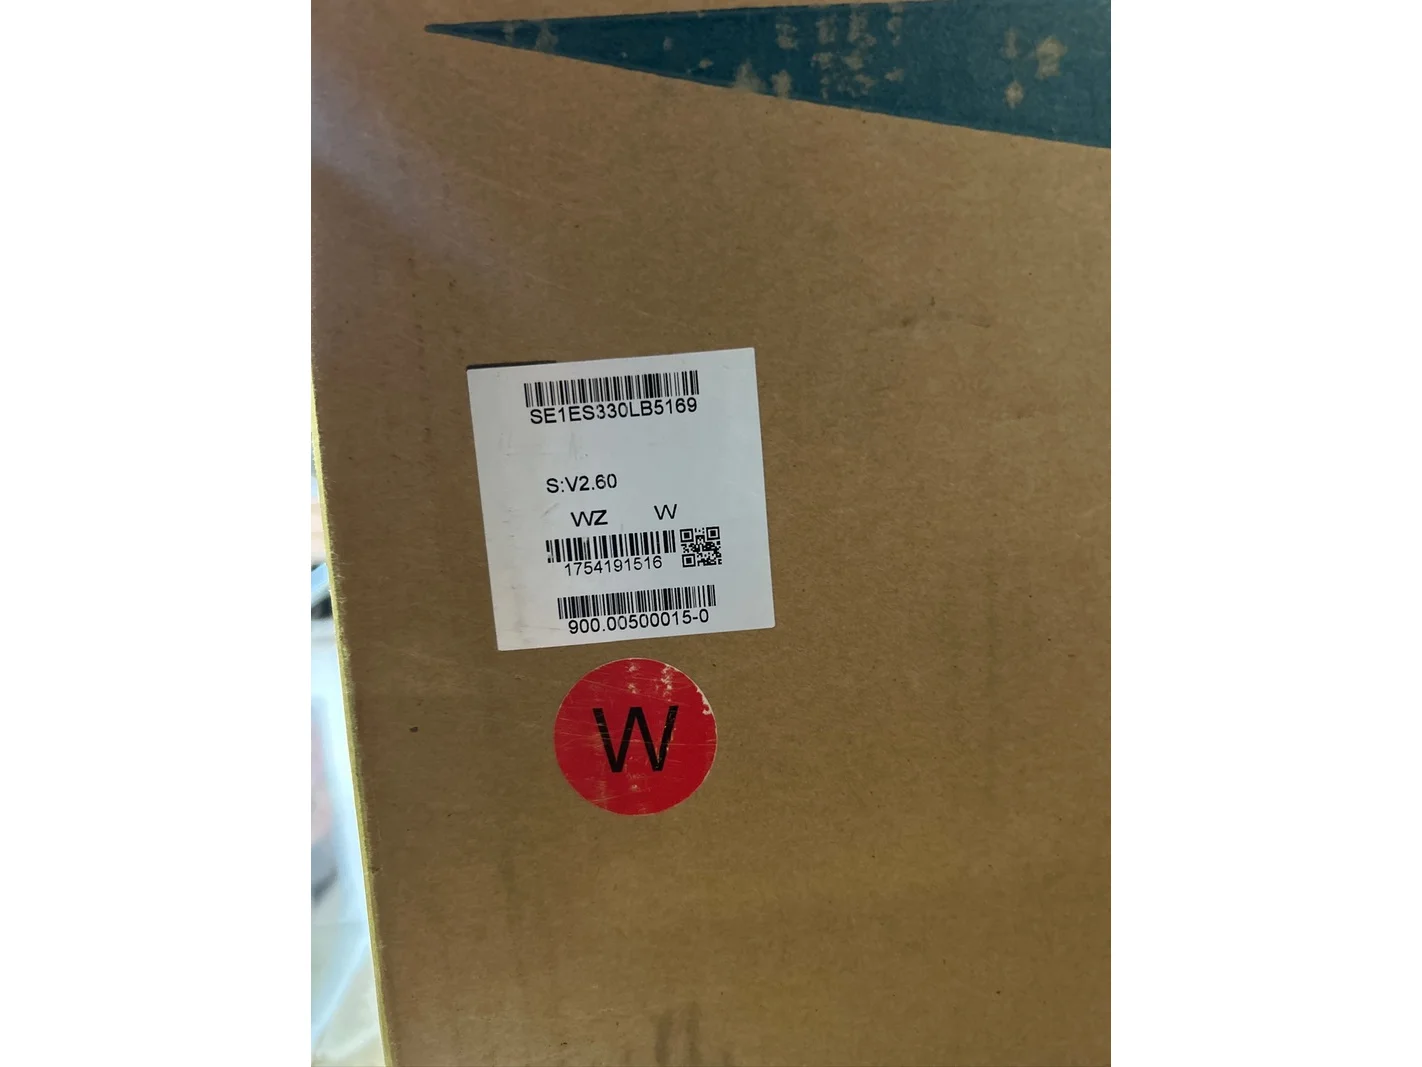 SE1ES330LB5169
S:V2.60
WZ W
1754191516
900.00500015-0
W